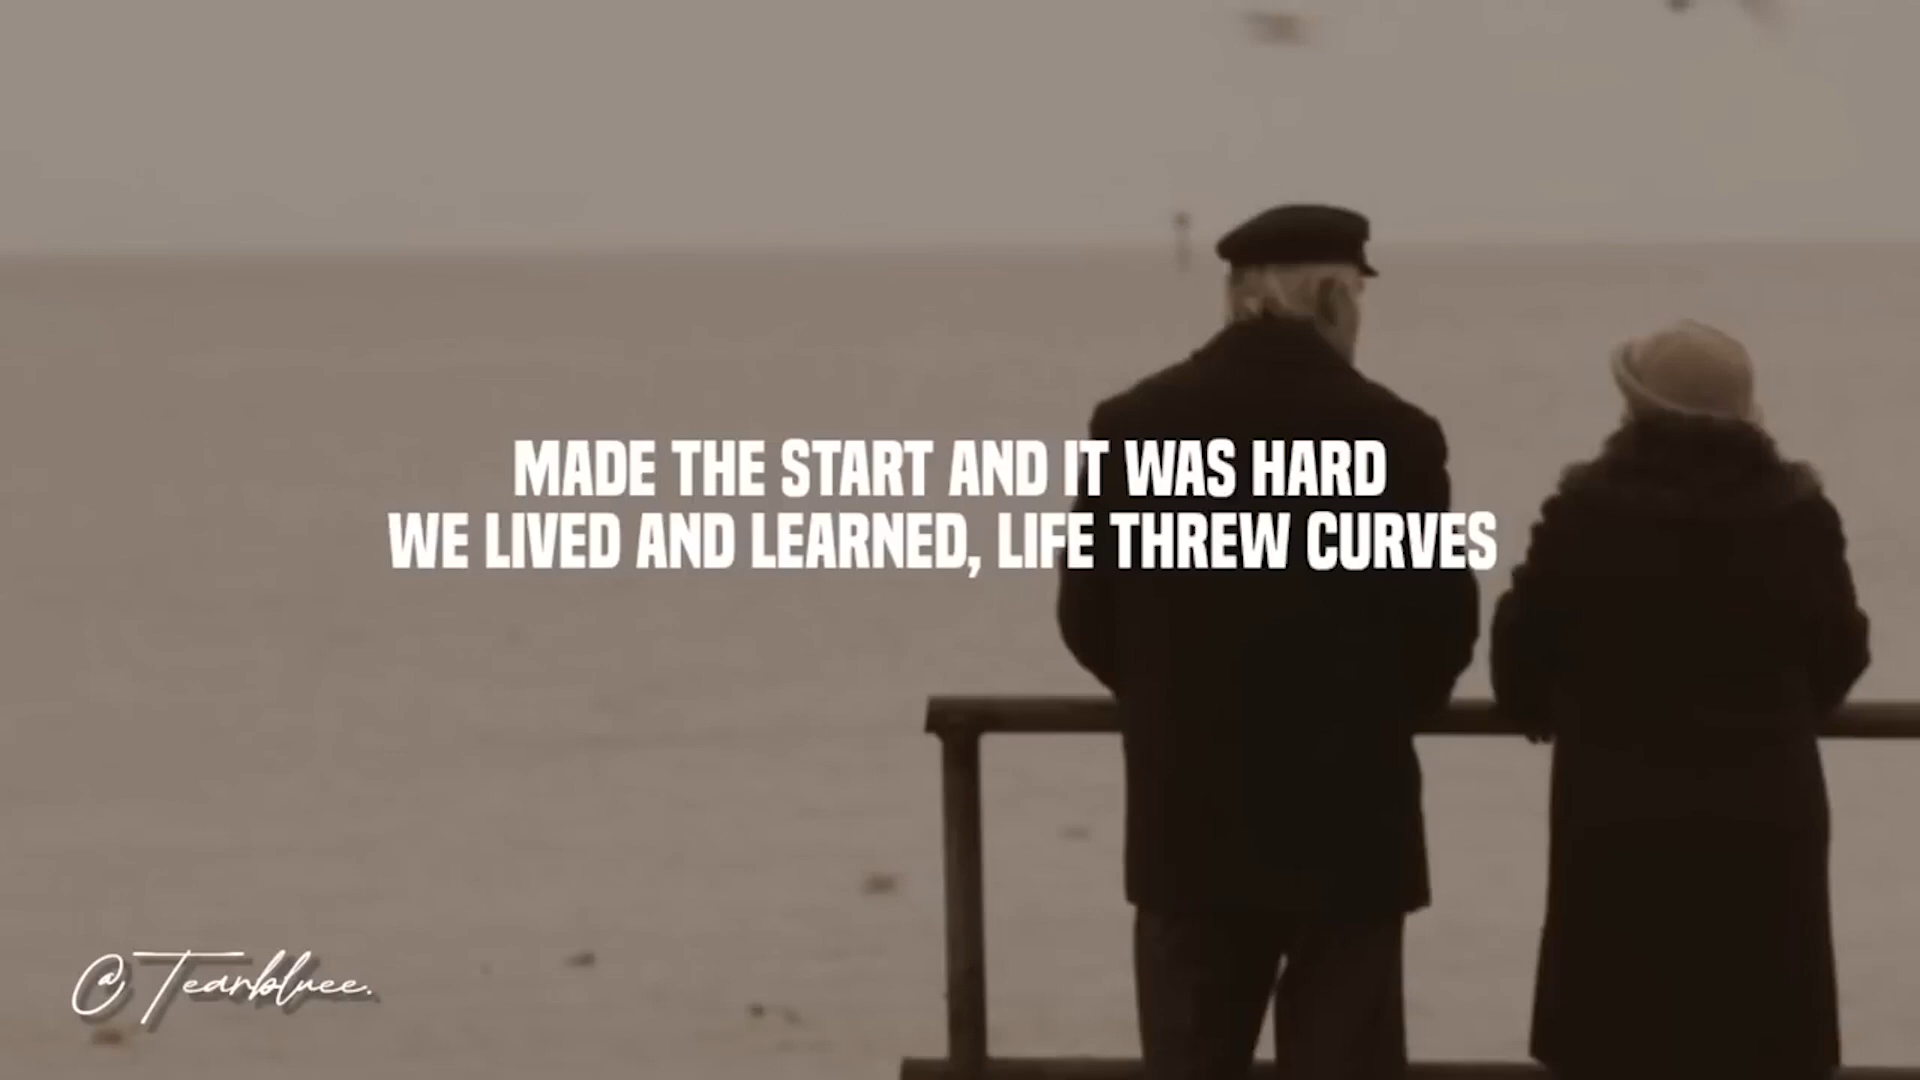 MADE THE START AND IT WAS HARD
WE LIVED AND LEARNED, LIFE THREW CURVES
@Tearbluee.